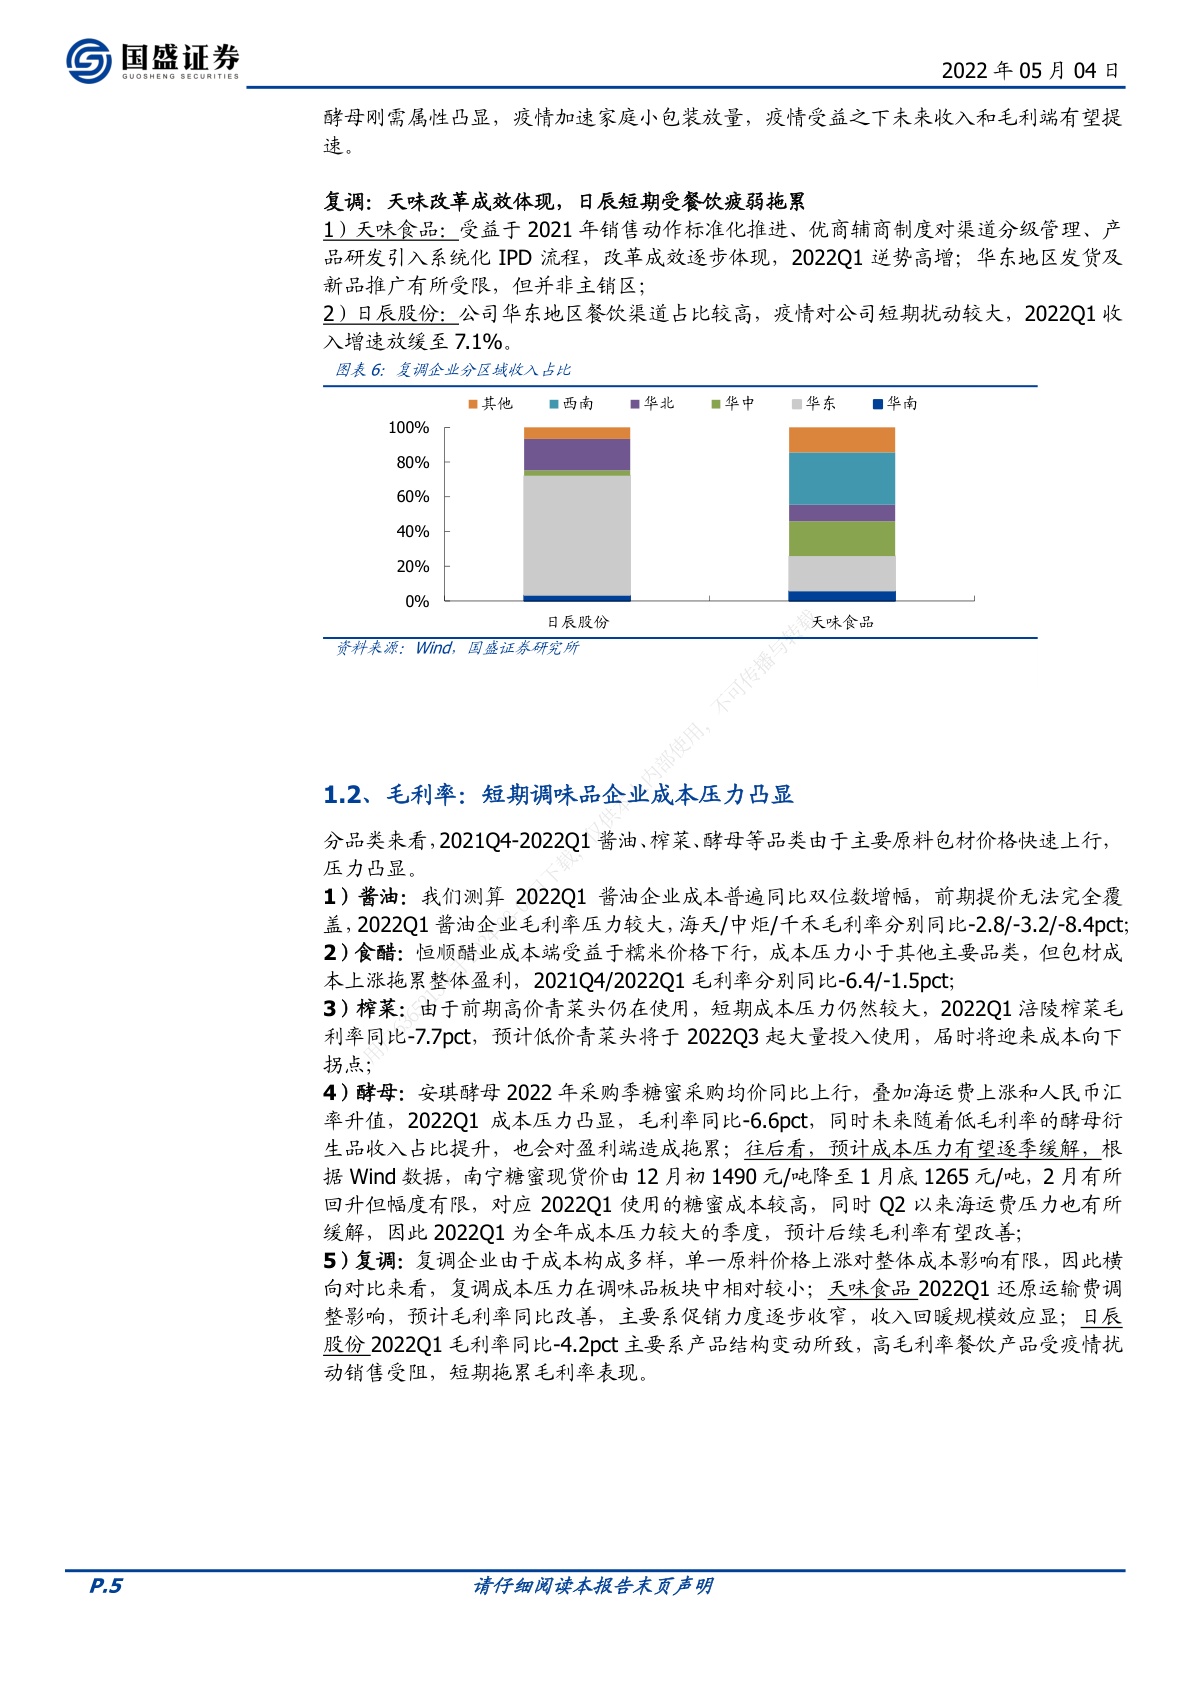 国盛证券
GUOSHENG SECURITIES
2022 年 05 月 04 日
酵母刚需属性凸显，疫情加速家庭小包装放量，疫情受益之下未来收入和毛利端有望提
速。
复调：天味改革成效体现，日辰短期受餐饮疲弱拖累
1）天味食品：受益于 2021 年销售动作标准化推进、优商辅商制度对渠道分级管理、产
品研发引入系统化 IPD 流程，改革成效逐步体现，2022Q1 逆势高增；华东地区发货及
新品推广有所受限，但并非主销区；
2）日辰股份：公司华东地区餐饮渠道占比较高，疫情对公司短期扰动较大，2022Q1 收
入增速放缓至 7.1%。
图表 6：复调企业分区域收入占比
其他 西南 华北 华中 华东 华南
100%
80%
60%
40%
20%
0%
日辰股份 天味食品
资料来源：Wind，国盛证券研究所
1.2、毛利率：短期调味品企业成本压力凸显
分品类来看，2021Q4-2022Q1 酱油、榨菜、酵母等品类由于主要原料包材价格快速上行，
压力凸显。
1）酱油：我们测算 2022Q1 酱油企业成本普遍同比双位数增幅，前期提价无法完全覆
盖，2022Q1 酱油企业毛利率压力较大，海天/中炬/千禾毛利率分别同比-2.8/-3.2/-8.4pct;
2）食醋：恒顺醋业成本端受益于糯米价格下行，成本压力小于其他主要品类，但包材成
本上涨拖累整体盈利，2021Q4/2022Q1 毛利率分别同比-6.4/-1.5pct;
3）榨菜：由于前期高价青菜头仍在使用，短期成本压力仍然较大，2022Q1 涪陵榨菜毛
利率同比-7.7pct，预计低价青菜头将于 2022Q3 起大量投入使用，届时将迎来成本向下
拐点；
4）酵母：安琪酵母 2022 年采购季糖蜜采购均价同比上行，叠加海运费上涨和人民币汇
率升值，2022Q1 成本压力凸显，毛利率同比-6.6pct，同时未来随着低毛利率的酵母衍
生品收入占比提升，也会对盈利端造成拖累；往后看，预计成本压力有望逐季缓解，根
据 Wind 数据，南宁糖蜜现货价由 12 月初 1490 元/吨降至 1 月底 1265 元/吨，2 月有所
回升但幅度有限，对应 2022Q1 使用的糖蜜成本较高，同时 Q2 以来海运费压力也有所
缓解，因此 2022Q1 为全年成本压力较大的季度，预计后续毛利率有望改善；
5）复调：复调企业由于成本构成多样，单一原料价格上涨对整体成本影响有限，因此横
向对比来看，复调成本压力在调味品板块中相对较小；天味食品 2022Q1 还原运输费调
整影响，预计毛利率同比改善，主要系促销力度逐步收窄，收入回暖规模效应显；日辰
股份 2022Q1 毛利率同比-4.2pct 主要系产品结构变动所致，高毛利率餐饮产品受疫情扰
动销售受阻，短期拖累毛利率表现。
内部使用，不可传播与转载
P.5 请仔细阅读本报告末页声明